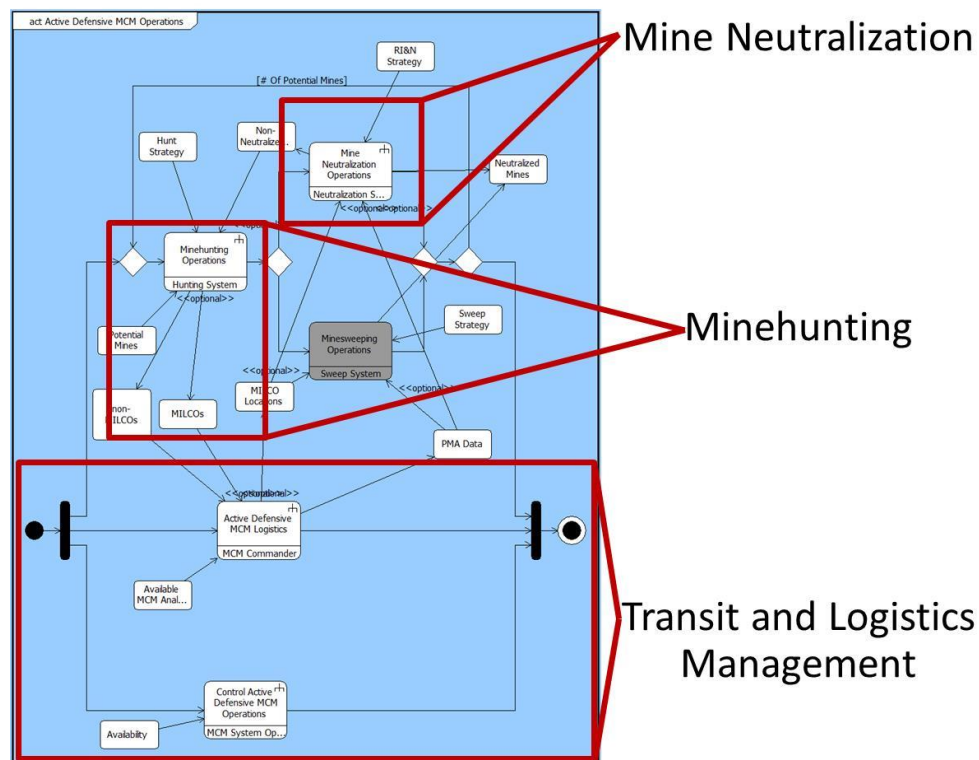 act Active Defensive MCM Operations
Mine Neutralization
RI&N
Strategy
[# Of Potential Mines]
Hunt
Strategy
Non-
Neutralize...
Mine
Neutralization
Operations
Neutralization S...
Neutralized
Mines
<<optional>>
Minehunting
Operations
Hunting System
<<optional>>
Minehunting
Potential
Mines
Minesweeping
Operations
Sweep System
Sweep
Strategy
<<optional>>
<<optional>>
MILCO
Locations
non-
MILCOs
MILCOs
PMA Data
Active Defensive
MCM Logistics
MCM Commander
Available
MCM Anal...
Transit and Logistics
Management
Control Active
Defensive MCM
Operations
MCM System Op...
Availability